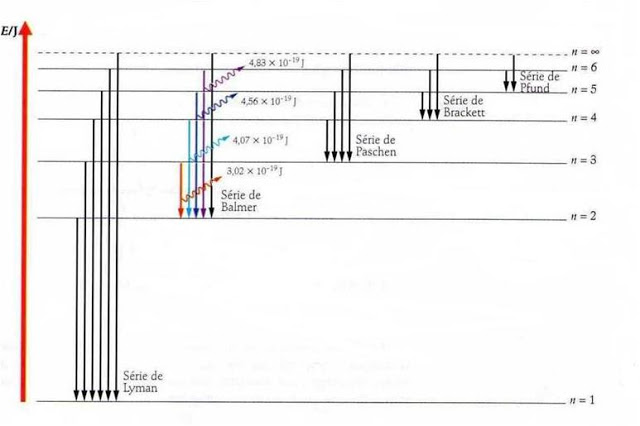 E/J
n = ∞
4,83 × 10⁻¹⁹ J
n = 6
Série de
Pfund
n = 5
4,56 × 10⁻¹⁹ J
Série de
Brackett
n = 4
4,07 × 10⁻¹⁹ J
Série de
Paschen
n = 3
3,02 × 10⁻¹⁹ J
Série de
Balmer
n = 2
Série de
Lyman
n = 1